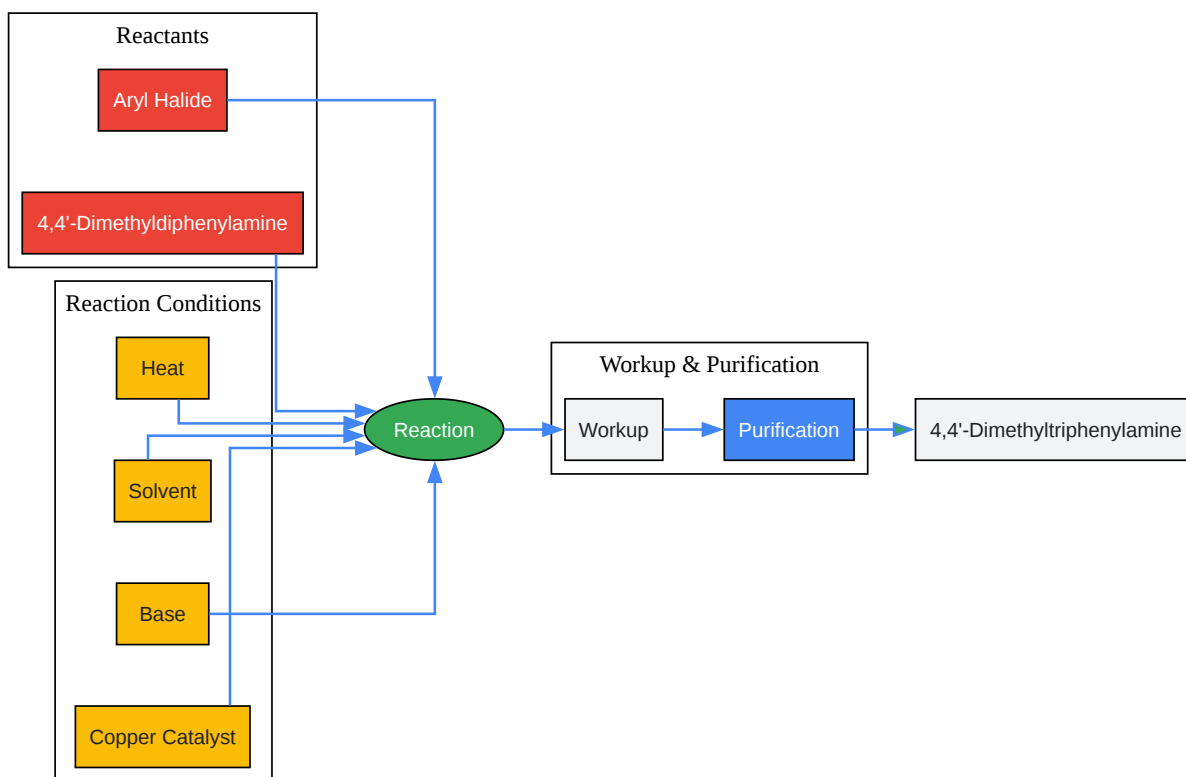 Reactants
Aryl Halide
4,4'-Dimethyldiphenylamine
Reaction Conditions
Heat
Solvent
Base
Copper Catalyst
Reaction
Workup & Purification
Workup
Purification
4,4'-Dimethyltriphenylamine